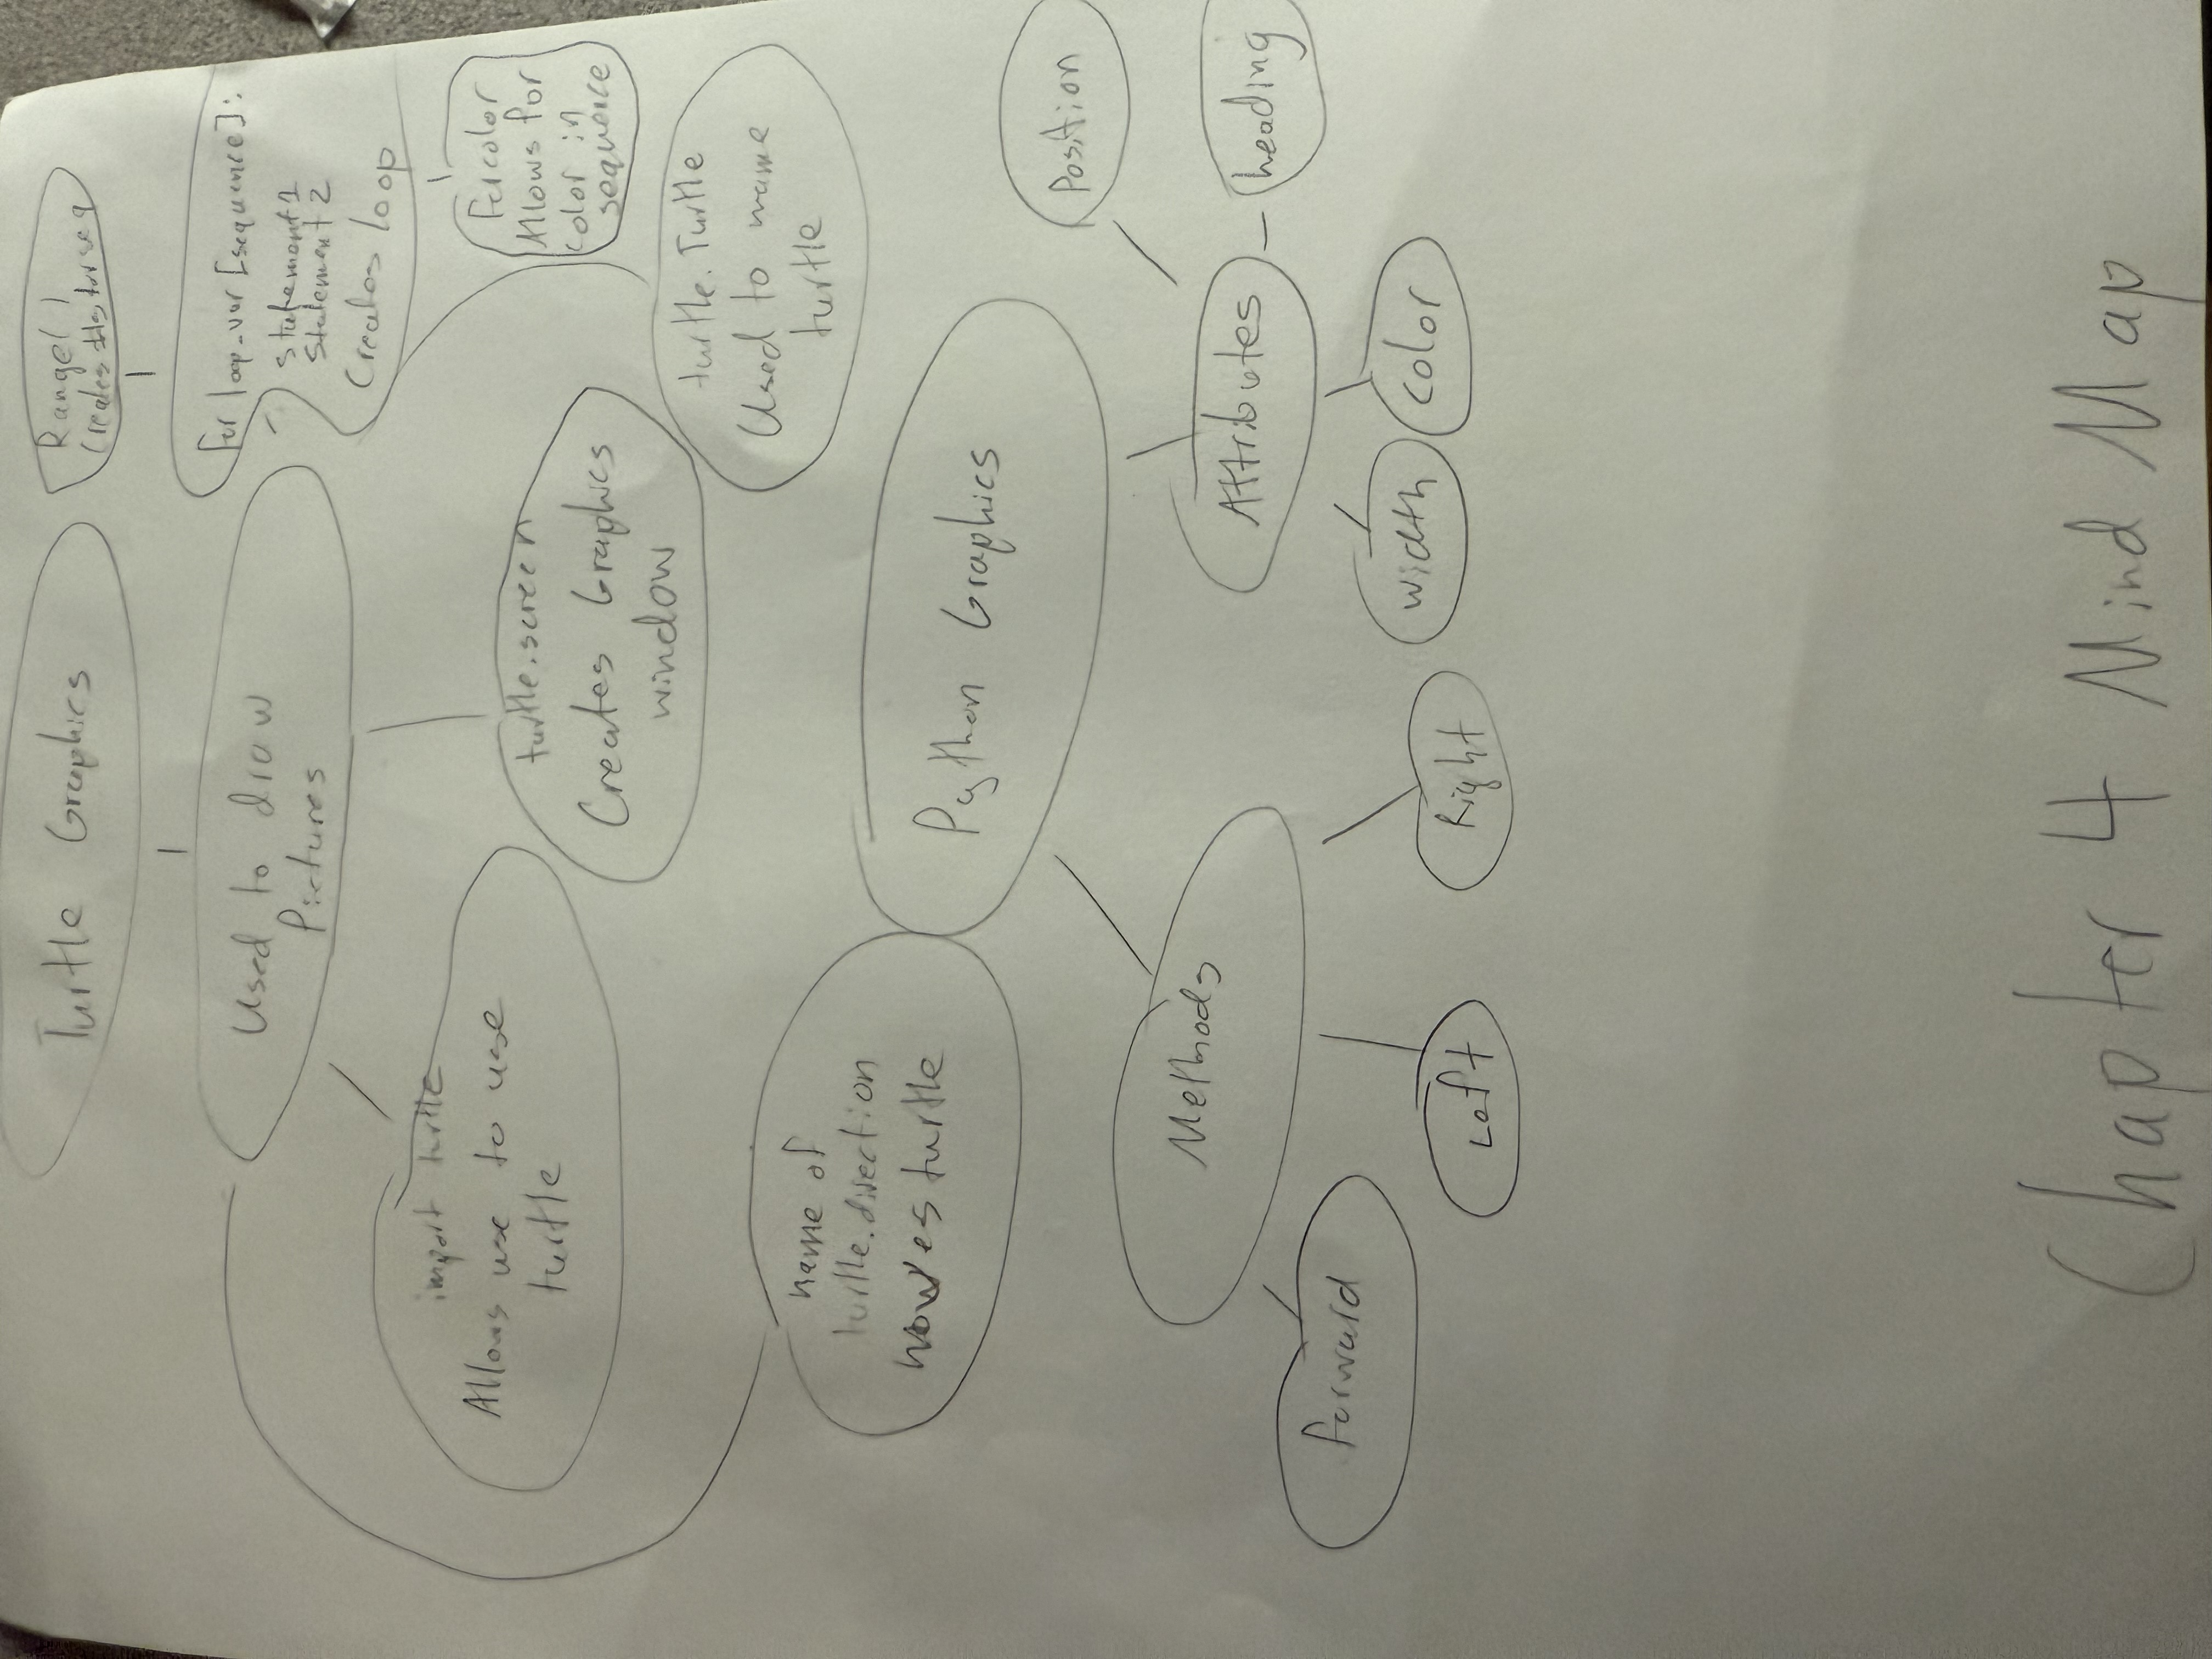 Turtle Graphics
Range( )
Creates #s for seq
Used to draw
Pictures
For loop_var [sequence]:
statement 1
Statement 2
Creates loop
import turtle
Allows use to use
turtle
turtle.screen
Creates Graphics
window
Forcolor
Allows for
color in
sequence
turtle.Turtle
Used to name
turtle
name of
turtle.direction
moves turtle
Python Graphics
Methods
Forward
Left
Right
Attributes
Position
heading
width
color
Chapter 4 Mind Map